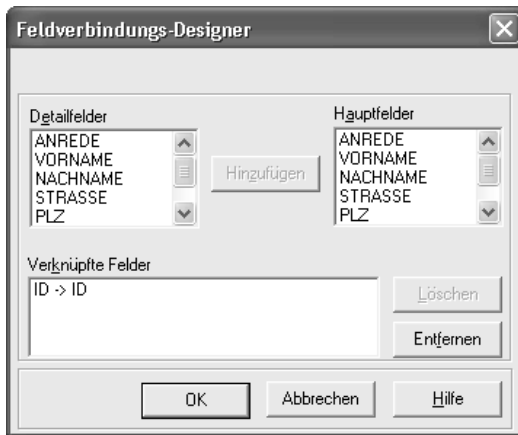 Feldverbindungs-Designer
Detailfelder
ANREDE
VORNAME
NACHNAME
STRASSE
PLZ
Hinzufügen
Hauptfelder
ANREDE
VORNAME
NACHNAME
STRASSE
PLZ
Verknüpfte Felder
ID -> ID
Löschen
Entfernen
OK
Abbrechen
Hilfe